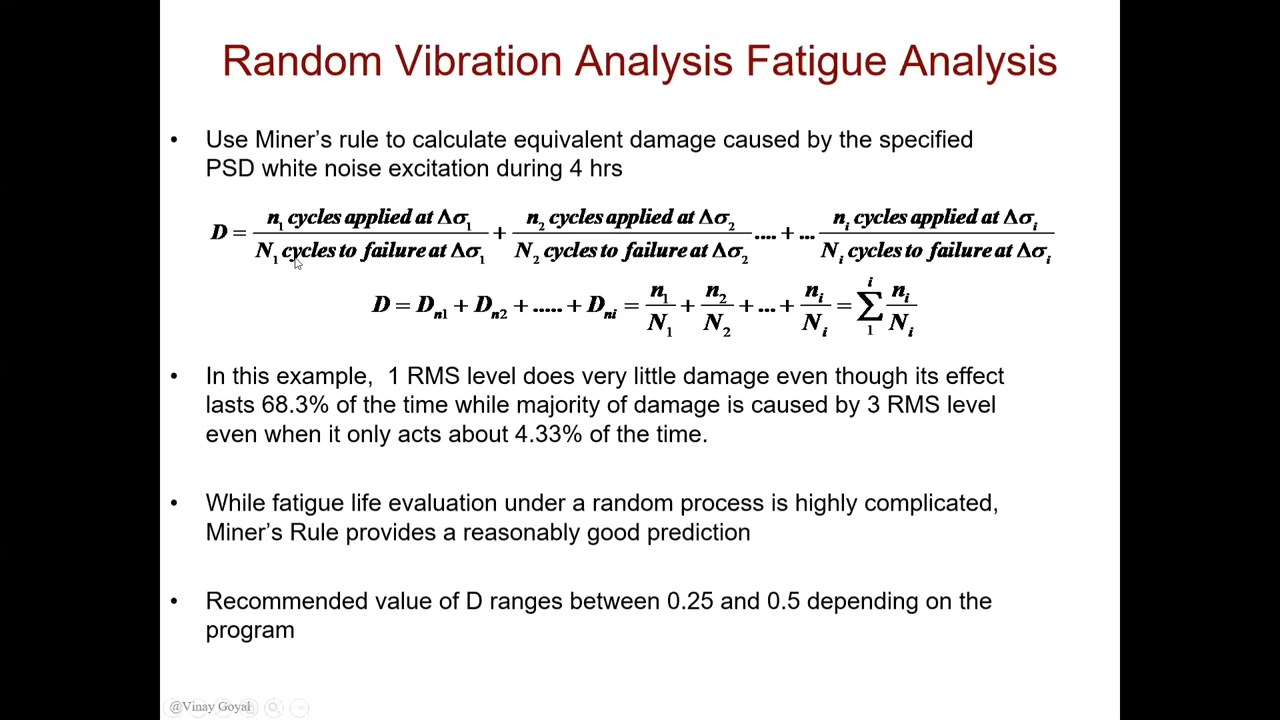 Random Vibration Analysis Fatigue Analysis
• Use Miner's rule to calculate equivalent damage caused by the specified
PSD white noise excitation during 4 hrs
D = n₁ cycles applied at Δσ₁ / N₁ cycles to failure at Δσ₁ + n₂ cycles applied at Δσ₂ / N₂ cycles to failure at Δσ₂ .... + ... nᵢ cycles applied at Δσᵢ / Nᵢ cycles to failure at Δσᵢ
D = Dₙ₁ + Dₙ₂ + ..... + Dₙᵢ = n₁/N₁ + n₂/N₂ + ... + nᵢ/Nᵢ = ∑₁ⁱ nᵢ/Nᵢ
• In this example, 1 RMS level does very little damage even though its effect
lasts 68.3% of the time while majority of damage is caused by 3 RMS level
even when it only acts about 4.33% of the time.
• While fatigue life evaluation under a random process is highly complicated,
Miner's Rule provides a reasonably good prediction
• Recommended value of D ranges between 0.25 and 0.5 depending on the
program
@Vinay Goyal